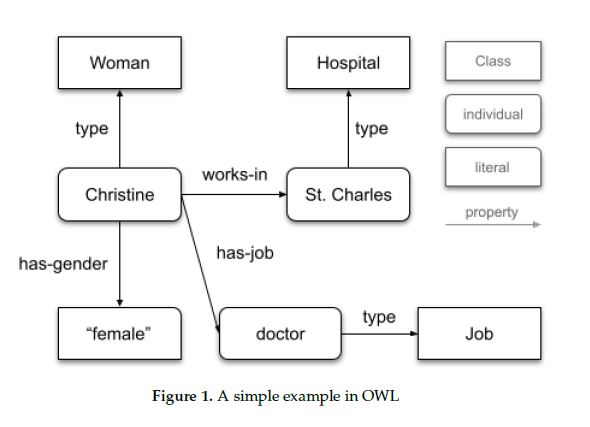 Woman
Hospital
Class
type
type
individual
Christine
works-in
St. Charles
literal
property
has-gender
has-job
"female"
doctor
type
Job
Figure 1. A simple example in OWL